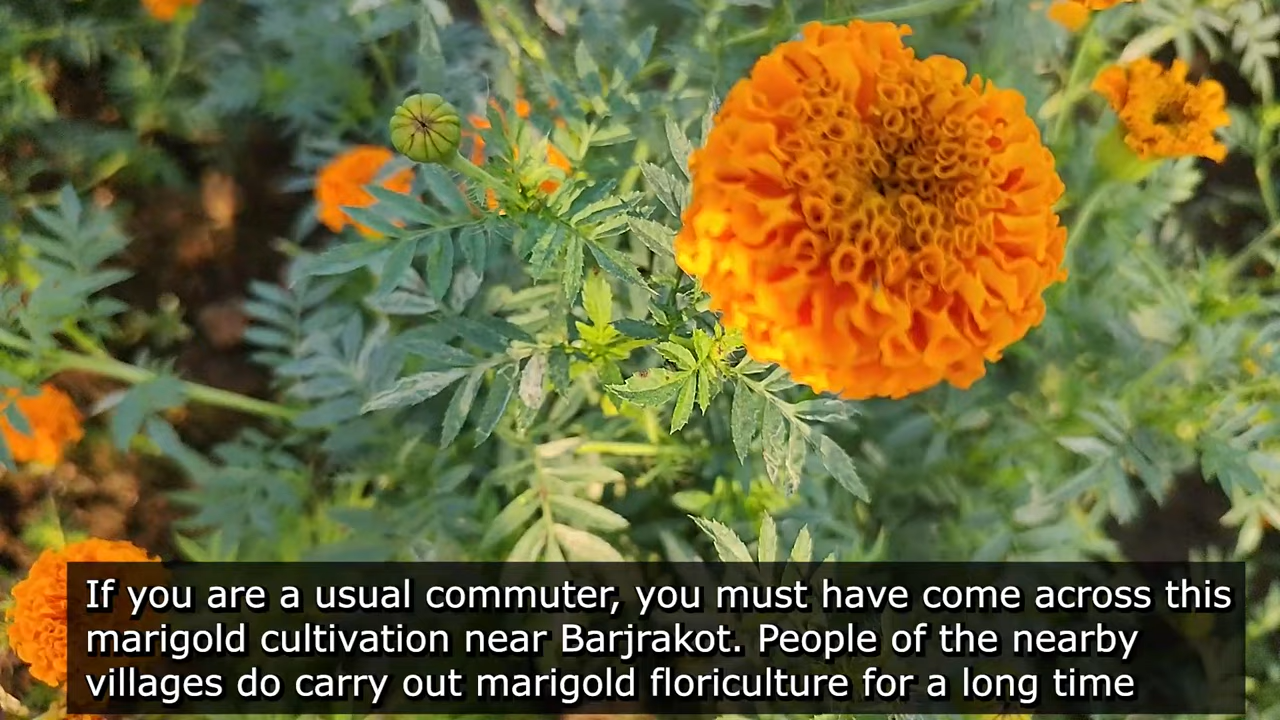 If you are a usual commuter, you must have come across this
marigold cultivation near Barjrakot. People of the nearby
villages do carry out marigold floriculture for a long time